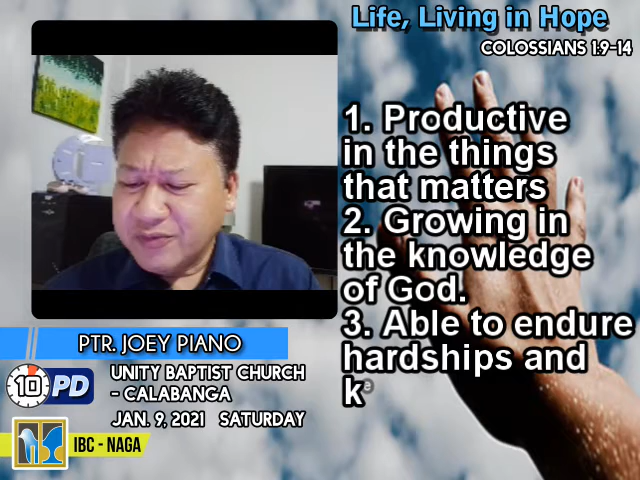 Life, Living in Hope
COLOSSIANS 1:9-14
1. Productive
in the things
that matters
2. Growing in
the knowledge
of God.
3. Able to endure
hardships and
ke
PTR. JOEY PIANO
10 PD
UNITY BAPTIST CHURCH
- CALABANGA
JAN. 9, 2021 SATURDAY
IBC - NAGA